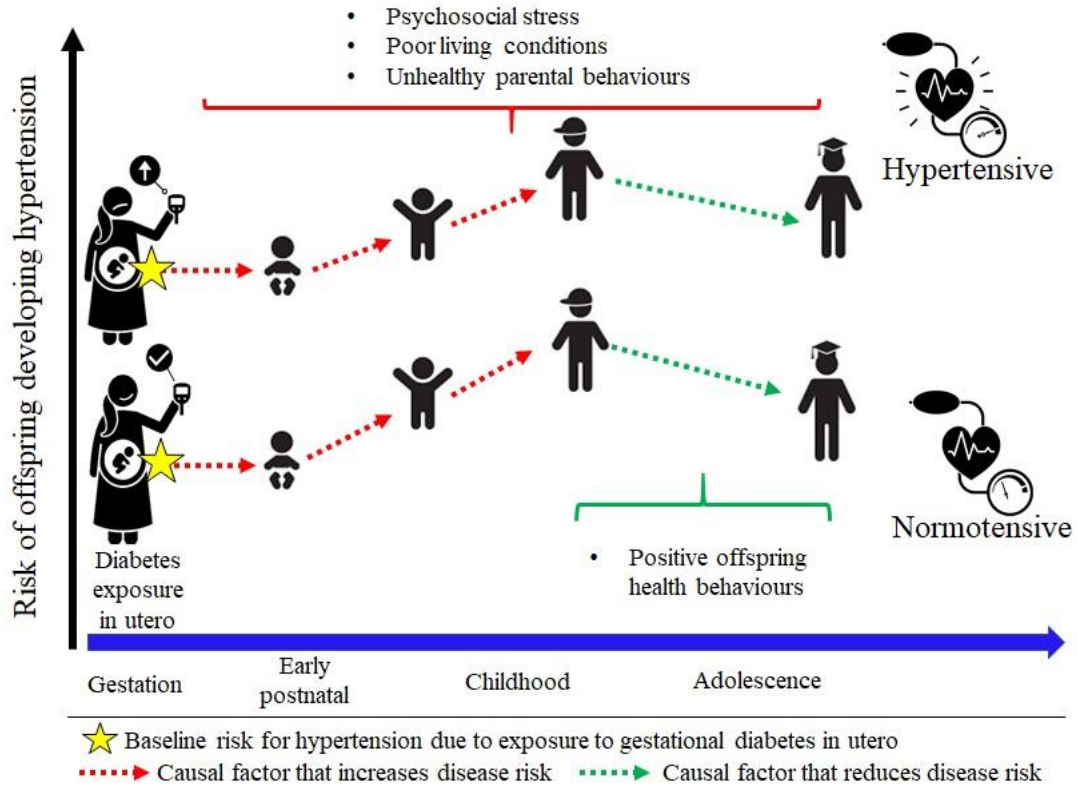 • Psychosocial stress
• Poor living conditions
• Unhealthy parental behaviours
Risk of offspring developing hypertension
Hypertensive
Normotensive
Diabetes
exposure
in utero
• Positive offspring
health behaviours
Gestation
Early
postnatal
Childhood
Adolescence
Baseline risk for hypertension due to exposure to gestational diabetes in utero
Causal factor that increases disease risk
Causal factor that reduces disease risk